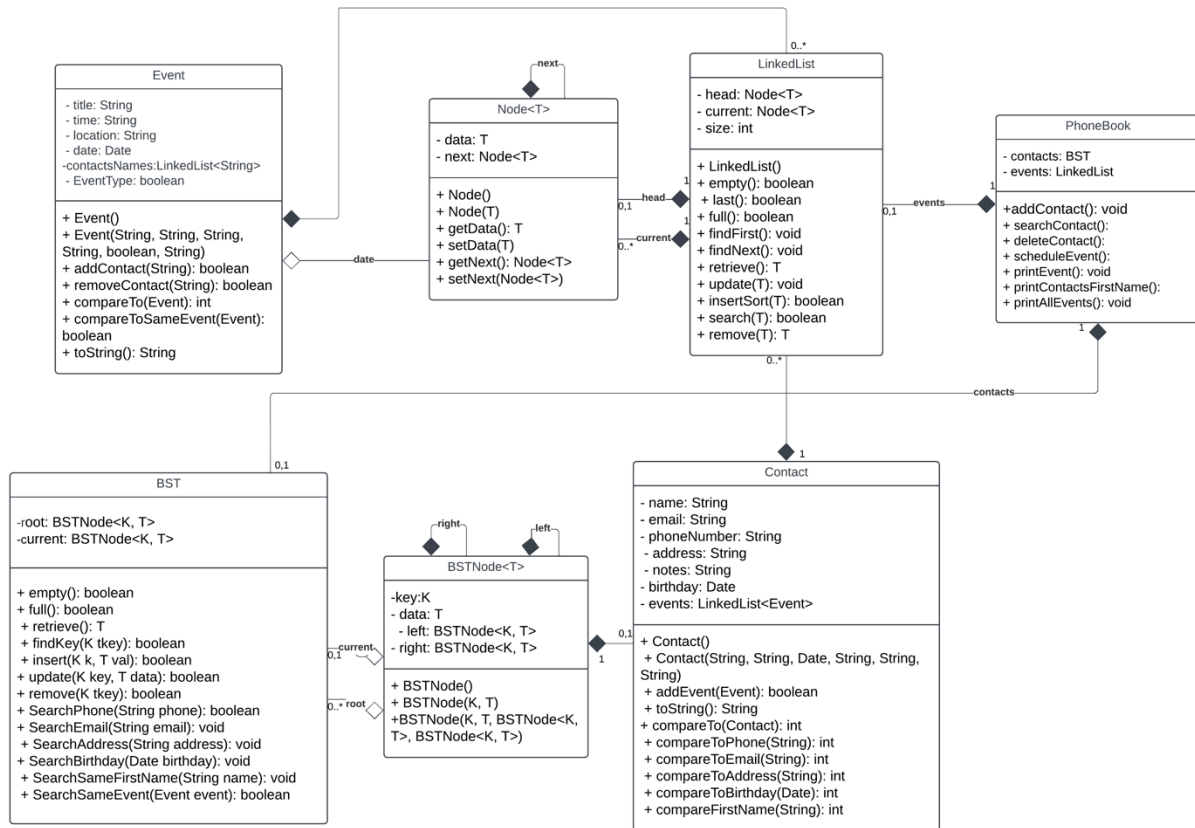 0..*
Event
- title: String
- time: String
- location: String
- date: Date
-contactsNames:LinkedList<String>
- EventType: boolean
+ Event()
+ Event(String, String, String,
String, boolean, String)
+ addContact(String): boolean
+ removeContact(String): boolean
+ compareTo(Event): int
+ compareToSameEvent(Event):
boolean
+ toString(): String
date
next
Node<T>
- data: T
- next: Node<T>
+ Node()
+ Node(T)
+ getData(): T
+ setData(T)
+ getNext(): Node<T>
+ setNext(Node<T>)
0,1
head
1
0..*
current
1
LinkedList
- head: Node<T>
- current: Node<T>
- size: int
+ LinkedList()
+ empty(): boolean
+ last(): boolean
+ full(): boolean
+ findFirst(): void
+ findNext(): void
+ retrieve(): T
+ update(T): void
+ insertSort(T): boolean
+ search(T): boolean
+ remove(T): T
0..*
0,1
events
1
PhoneBook
- contacts: BST
- events: LinkedList
+addContact(): void
+ searchContact():
+ deleteContact():
+ scheduleEvent():
+ printEvent(): void
+ printContactsFirstName():
+ printAllEvents(): void
1
contacts
0,1
BST
-root: BSTNode<K, T>
-current: BSTNode<K, T>
+ empty(): boolean
+ full(): boolean
+ retrieve(): T
+ findKey(K tkey): boolean
+ insert(K k, T val): boolean
+ update(K key, T data): boolean
+ remove(K tkey): boolean
+ SearchPhone(String phone): boolean
+ SearchEmail(String email): void
+ SearchAddress(String address): void
+ SearchBirthday(Date birthday): void
+ SearchSameFirstName(String name): void
+ SearchSameEvent(Event event): boolean
current
0,1
0..*
root
right
left
BSTNode<T>
-key:K
- data: T
- left: BSTNode<K, T>
- right: BSTNode<K, T>
+ BSTNode()
+ BSTNode(K, T)
+BSTNode(K, T, BSTNode<K,
T>, BSTNode<K, T>)
1
0,1
1
Contact
- name: String
- email: String
- phoneNumber: String
- address: String
- notes: String
- birthday: Date
- events: LinkedList<Event>
+ Contact()
+ Contact(String, String, Date, String, String,
String)
+ addEvent(Event): boolean
+ toString(): String
+ compareTo(Contact): int
+ compareToPhone(String): int
+ compareToEmail(String): int
+ compareToAddress(String): int
+ compareToBirthday(Date): int
+ compareFirstName(String): int